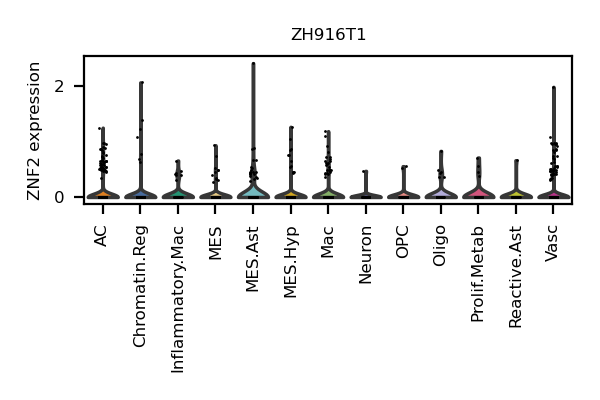 ZH916T1
ZNF2 expression
2
0
AC
Chromatin.Reg
Inflammatory.Mac
MES
MES.Ast
MES.Hyp
Mac
Neuron
OPC
Oligo
Prolif.Metab
Reactive.Ast
Vasc